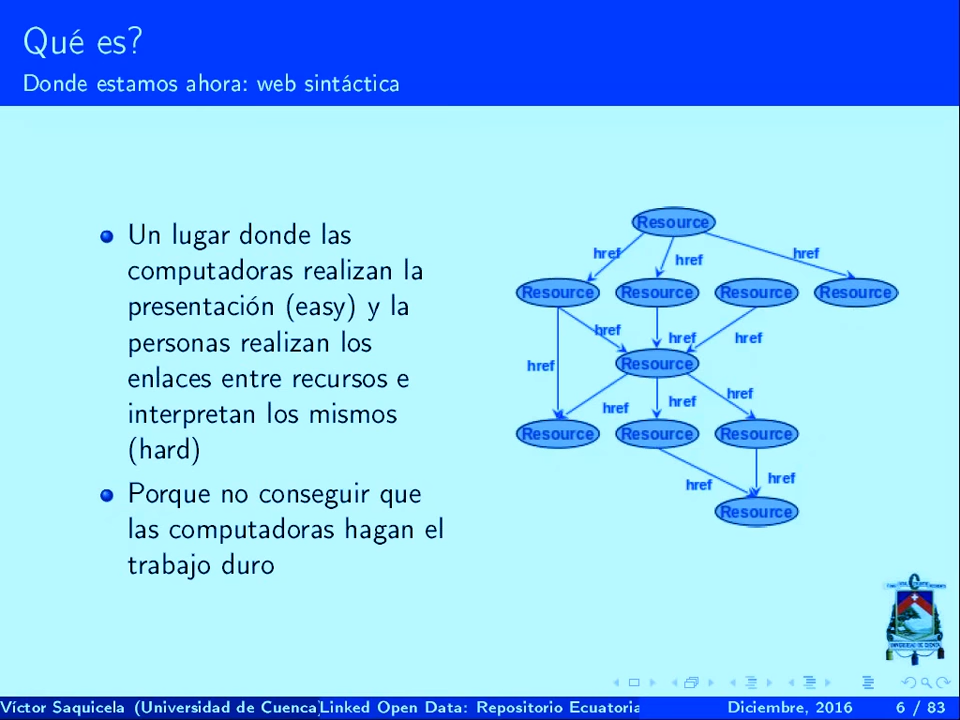 Qué es?
Donde estamos ahora: web sintáctica
Un lugar donde las
computadoras realizan la
presentación (easy) y la
personas realizan los
enlaces entre recursos e
interpretan los mismos
(hard)
Porque no conseguir que
las computadoras hagan el
trabajo duro
Resource
href href href
Resource Resource Resource Resource
href href href
Resource
href
href href href
Resource Resource Resource
href href
Resource
Víctor Saquicela (Universidad de Cuenca) Linked Open Data: Repositorio Ecuatoria Diciembre, 2016 6 / 83